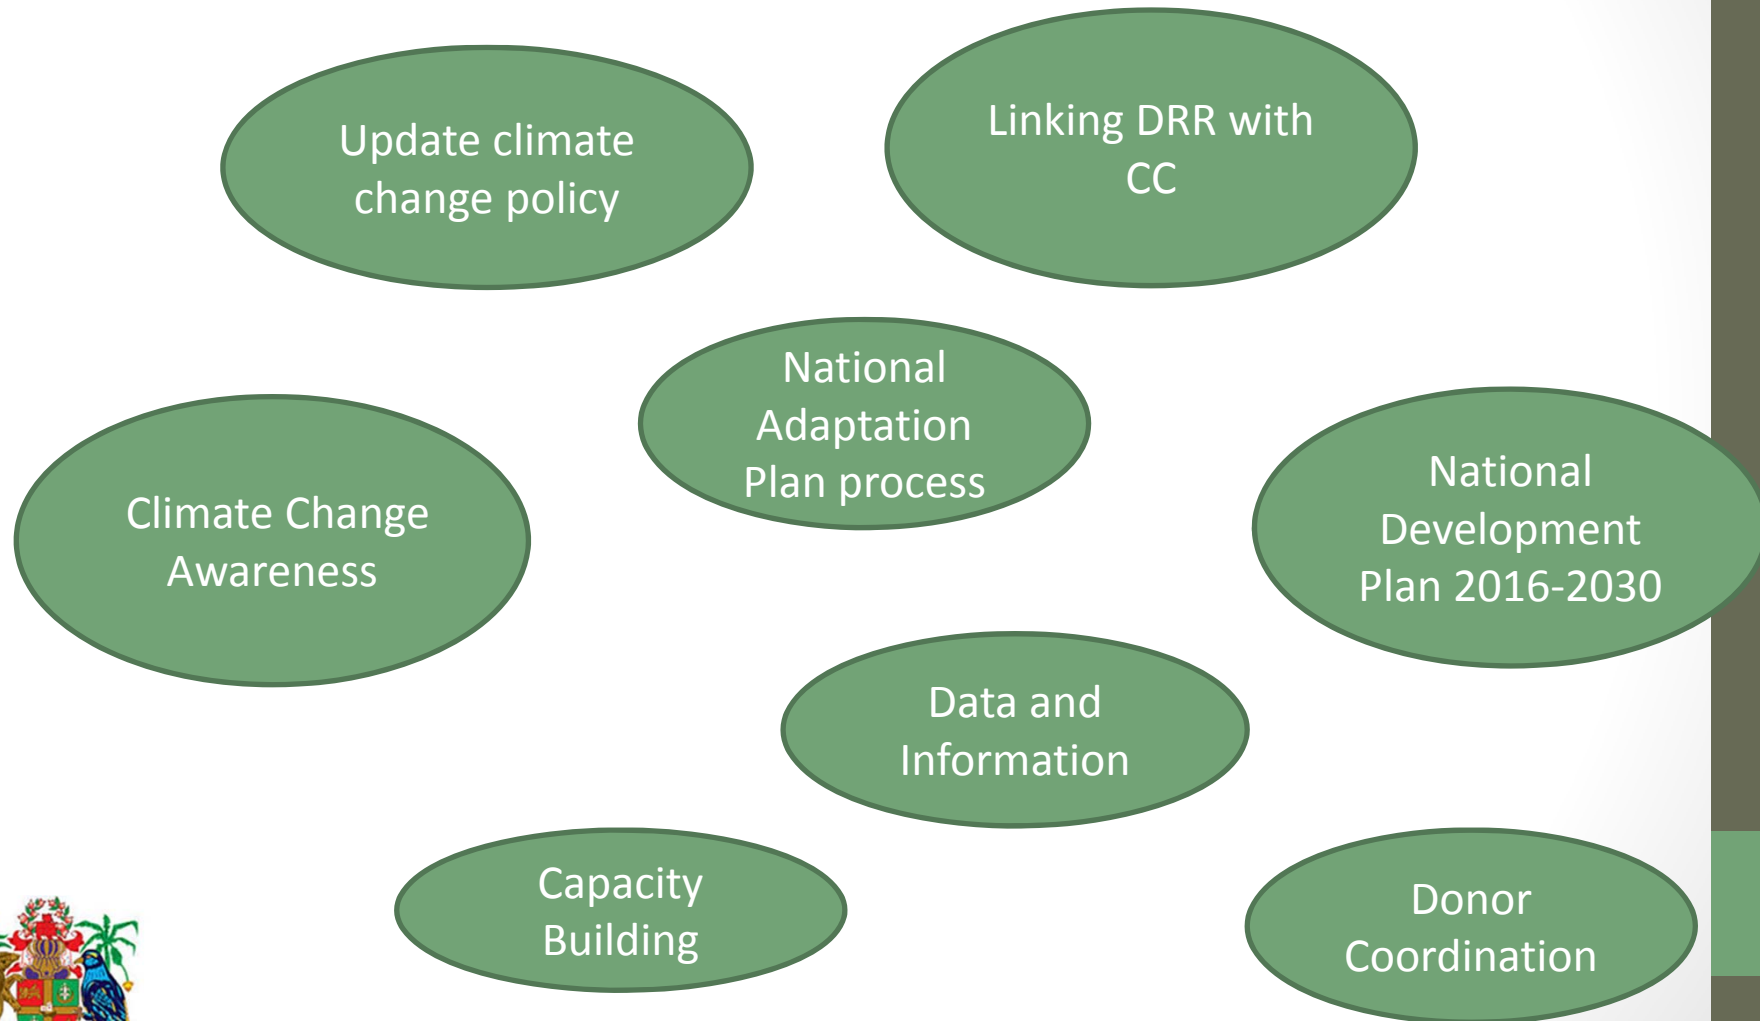 Update climate
change policy
Linking DRR with
CC
National
Adaptation
Plan process
Climate Change
Awareness
National
Development
Plan 2016-2030
Data and
Information
Capacity
Building
Donor
Coordination